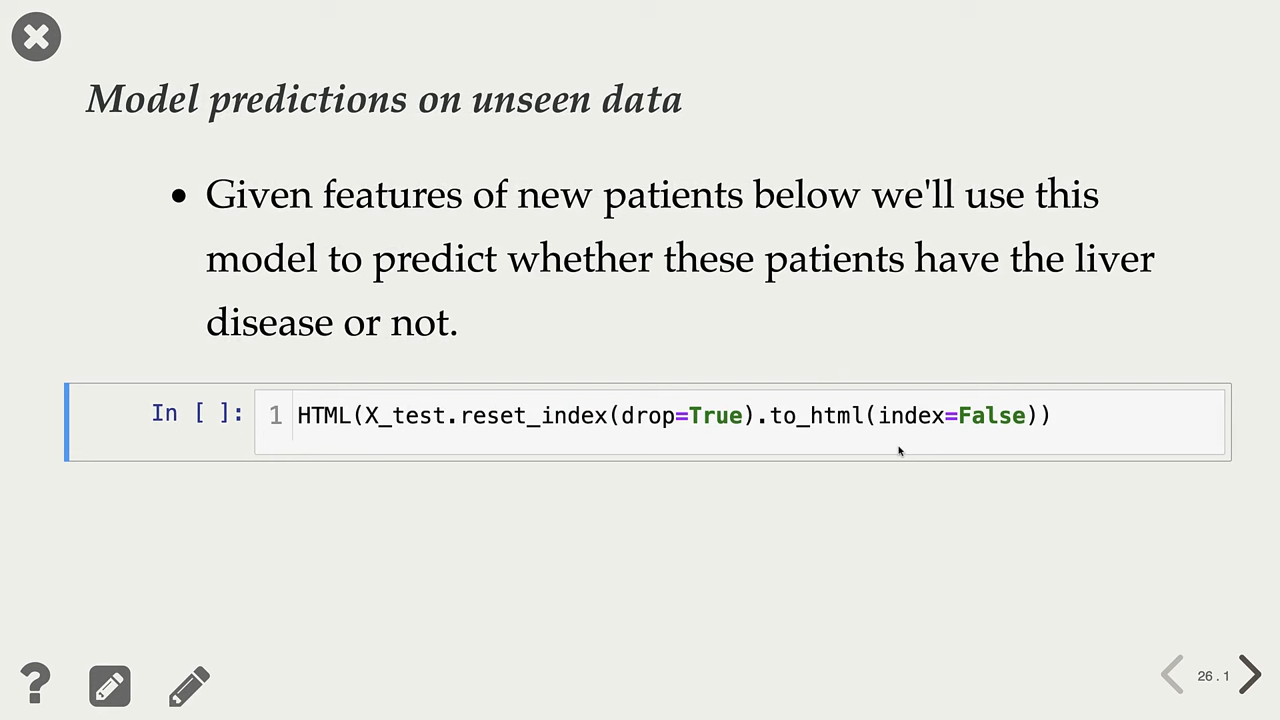 Model predictions on unseen data
• Given features of new patients below we'll use this
model to predict whether these patients have the liver
disease or not.
In [ ]: 1 HTML(X_test.reset_index(drop=True).to_html(index=False))
?
26.1